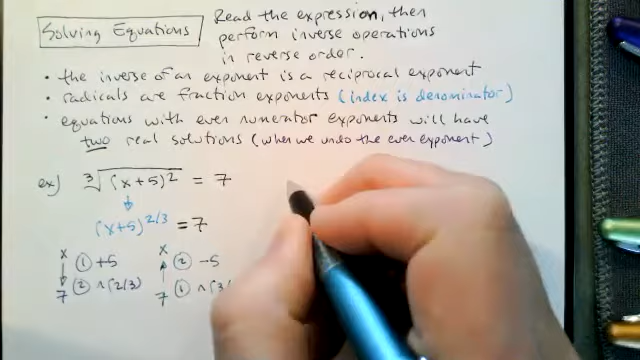 Solving Equations
Read the expression, then
perform inverse operations
in reverse order.
• the inverse of an exponent is a reciprocal exponent
• radicals are fraction exponents (index is denominator)
• equations with even numerator exponents will have
two real solutions (when we undo the even exponent)
ex) ∛(x+5)² = 7
(x+5)^2/3 = 7
x ① +5 x ② -5
7 ② ^(2/3) 7 ① ^(3/